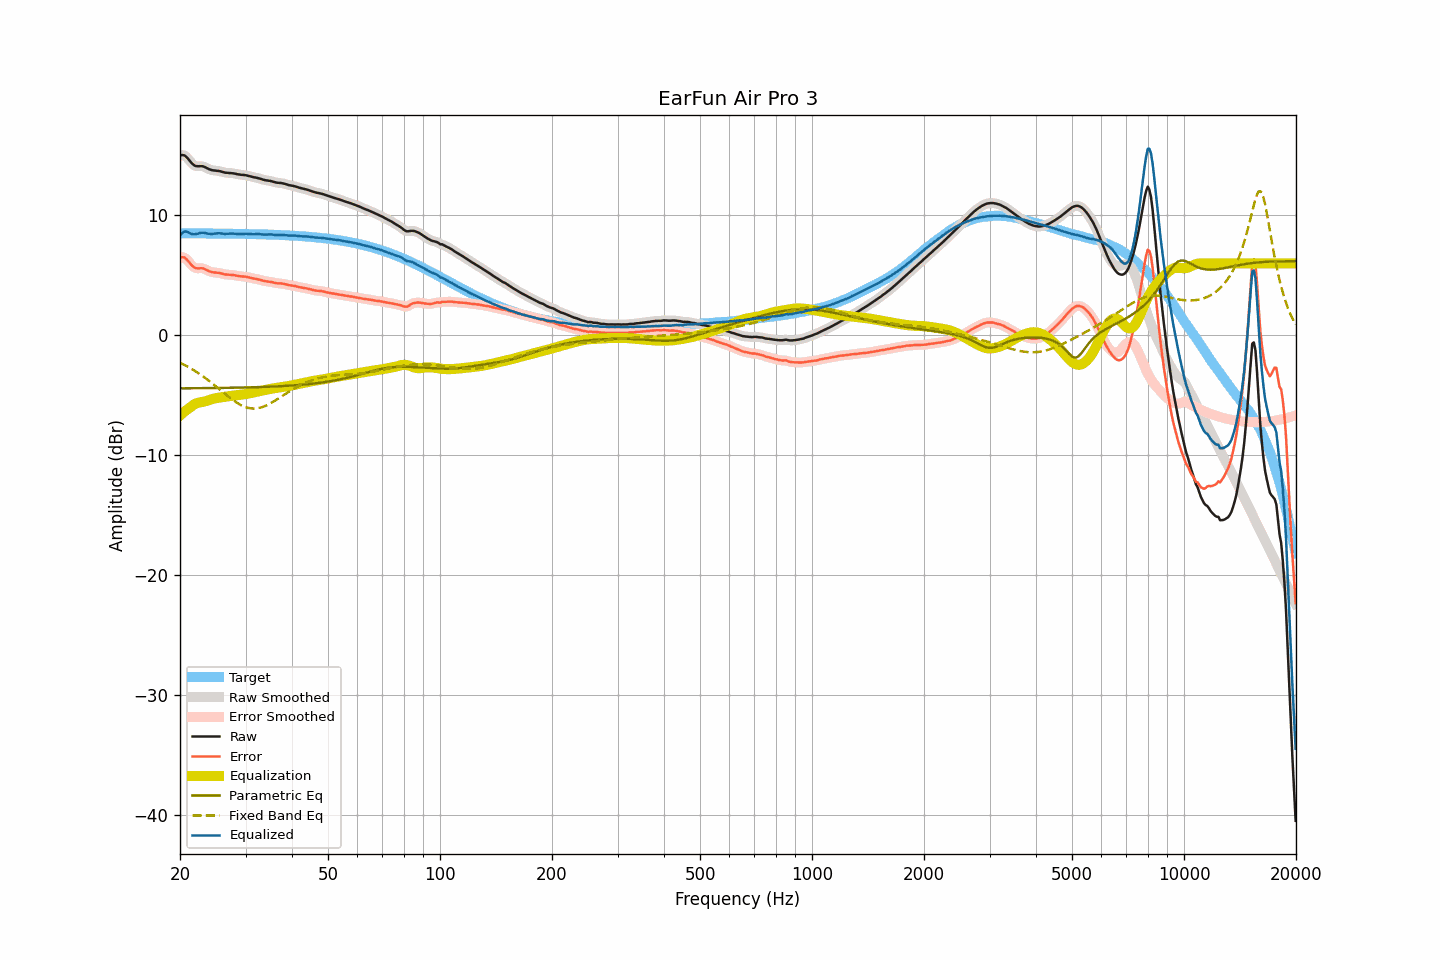 EarFun Air Pro 3
10
0
−10
−20
−30
−40
Amplitude (dBr)
Target
Raw Smoothed
Error Smoothed
Raw
Error
Equalization
Parametric Eq
Fixed Band Eq
Equalized
20 50 100 200 500 1000 2000 5000 10000 20000
Frequency (Hz)